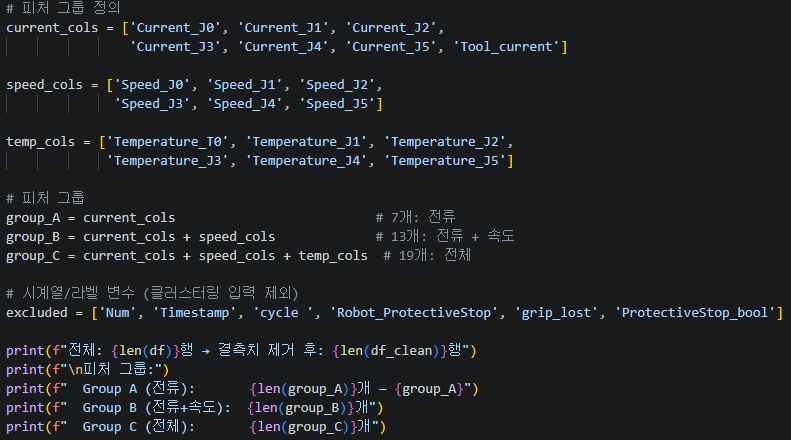 # 피처 그룹 정의
current_cols = ['Current_J0', 'Current_J1', 'Current_J2',
                'Current_J3', 'Current_J4', 'Current_J5', 'Tool_current']

speed_cols = ['Speed_J0', 'Speed_J1', 'Speed_J2',
              'Speed_J3', 'Speed_J4', 'Speed_J5']

temp_cols = ['Temperature_T0', 'Temperature_J1', 'Temperature_J2',
             'Temperature_J3', 'Temperature_J4', 'Temperature_J5']

# 피처 그룹
group_A = current_cols                          # 7개: 전류
group_B = current_cols + speed_cols             # 13개: 전류 + 속도
group_C = current_cols + speed_cols + temp_cols  # 19개: 전체

# 시계열/라벨 변수 (클러스터링 입력 제외)
excluded = ['Num', 'Timestamp', 'cycle ', 'Robot_ProtectiveStop', 'grip_lost', 'ProtectiveStop_bool']

print(f"전체: {len(df)}행 → 결측치 제거 후: {len(df_clean)}행")
print(f"\n피처 그룹:")
print(f"  Group A (전류):       {len(group_A)}개 — {group_A}")
print(f"  Group B (전류+속도):  {len(group_B)}개")
print(f"  Group C (전체):       {len(group_C)}개")